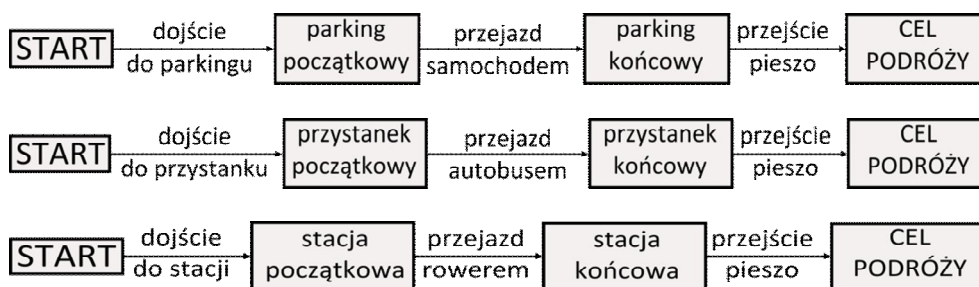 START
dojście
do parkingu
parking
początkowy
przejazd
samochodem
parking
końcowy
przejście
pieszo
CEL
PODRÓŻY
START
dojście
do przystanku
przystanek
początkowy
przejazd
autobusem
przystanek
końcowy
przejście
pieszo
CEL
PODRÓŻY
START
dojście
do stacji
stacja
początkowa
przejazd
rowerem
stacja
końcowa
przejście
pieszo
CEL
PODRÓŻY